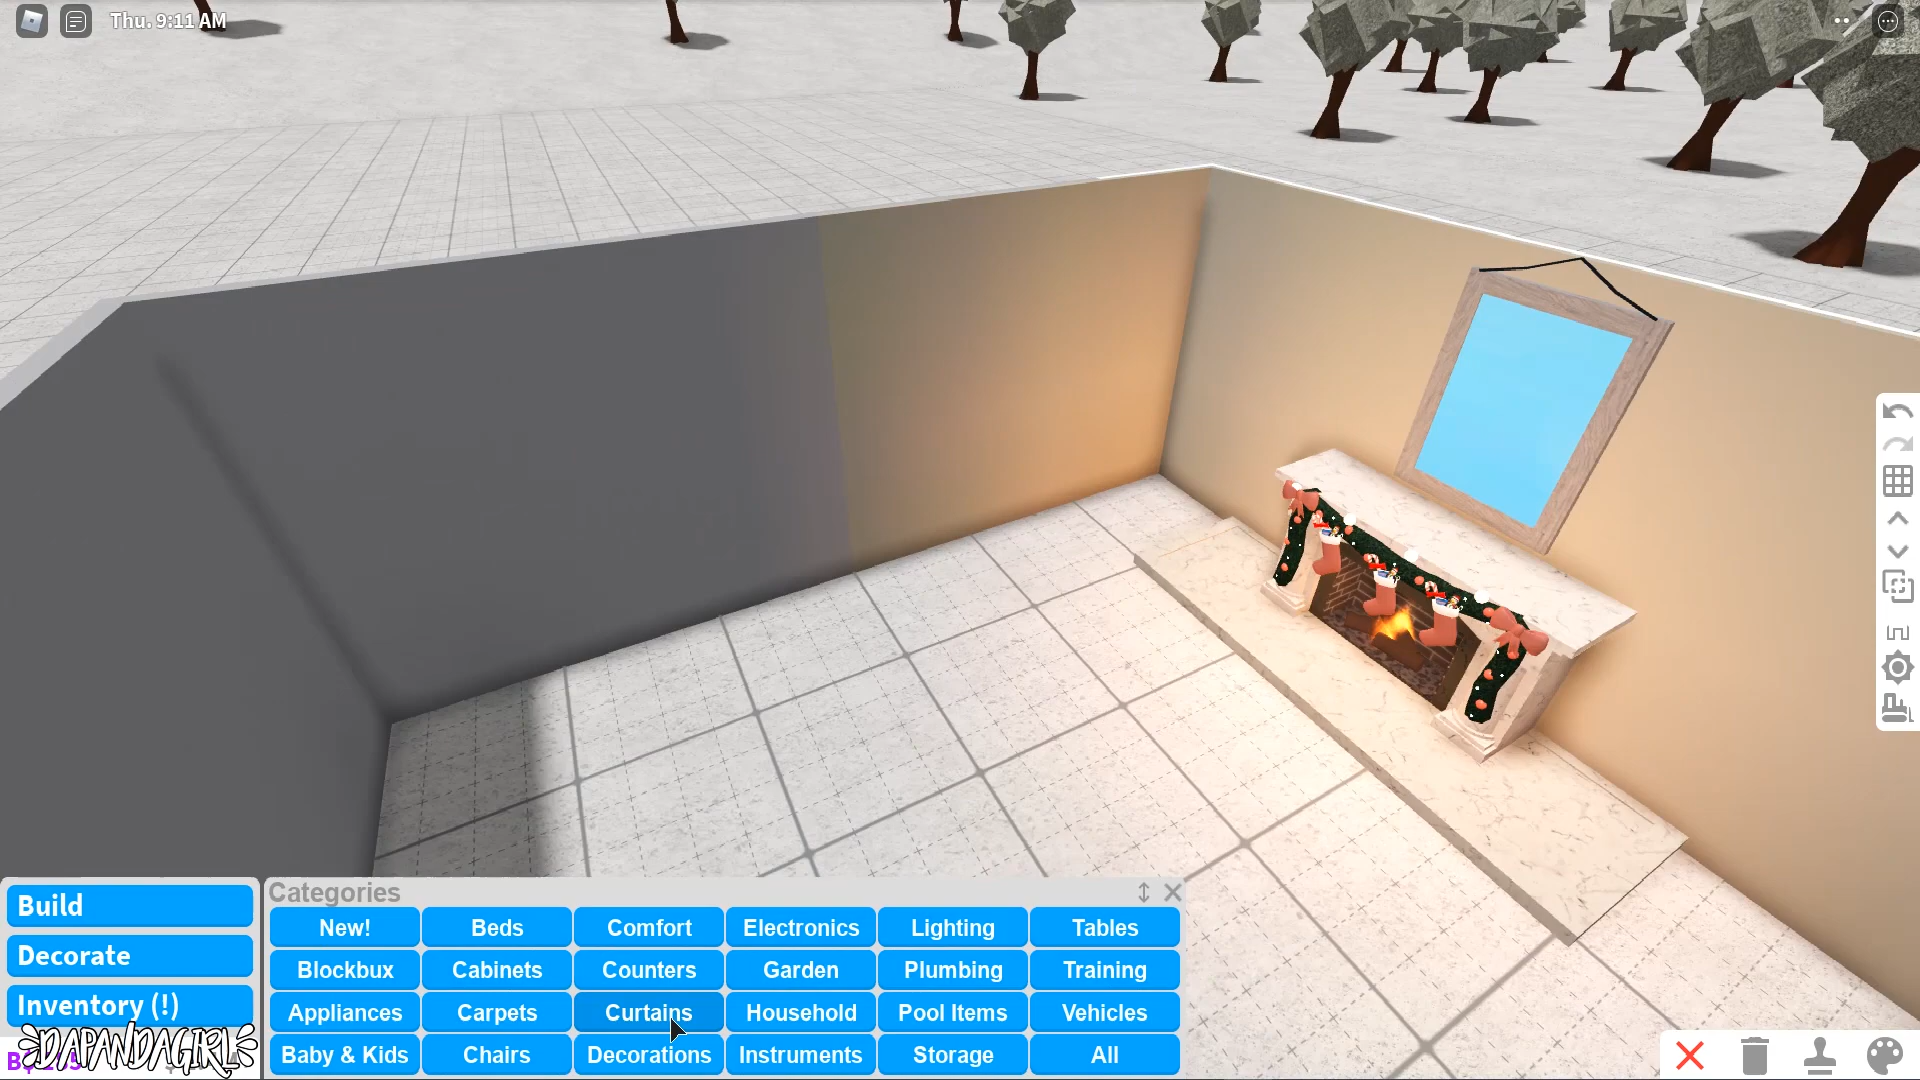 Thu. 9:11 AM
Build
Decorate
Inventory (!)
DAPANDAGIRL
Categories
New! Beds Comfort Electronics Lighting Tables
Blockbux Cabinets Counters Garden Plumbing Training
Appliances Carpets Curtains Household Pool Items Vehicles
Baby & Kids Chairs Decorations Instruments Storage All